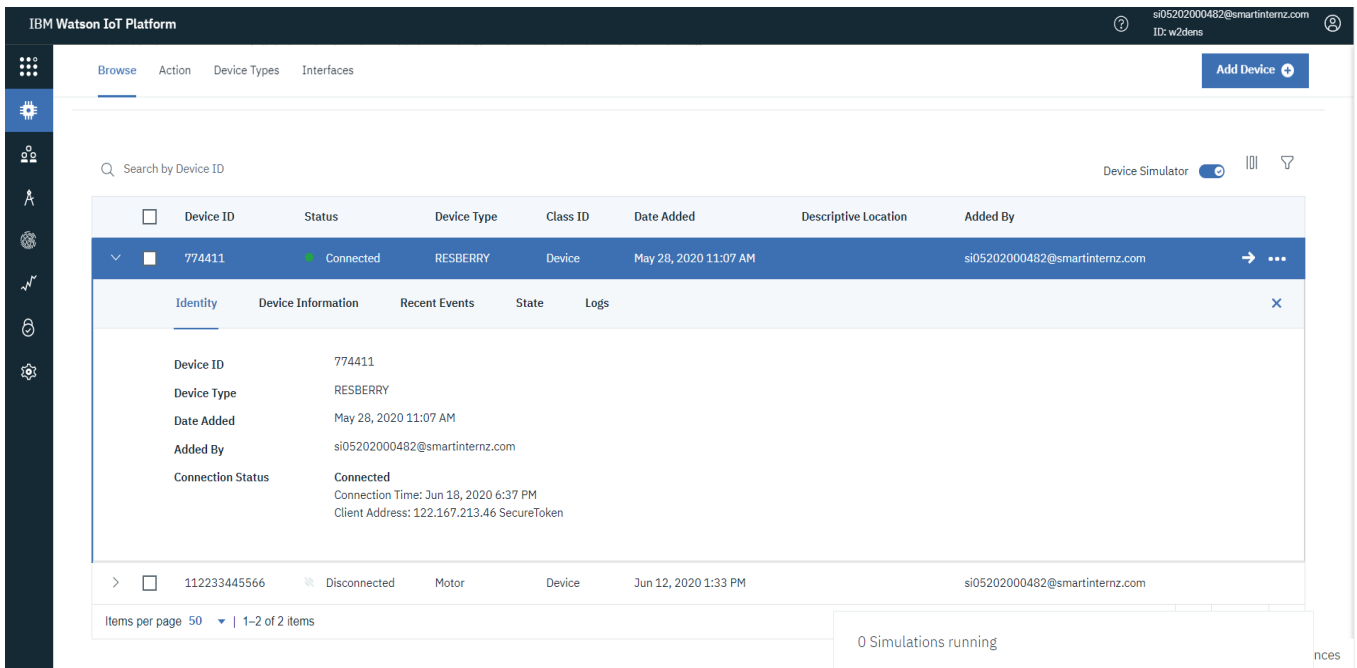 IBM Watson IoT Platform
si05202000482@smartinternz.com
ID: w2dens
Browse Action Device Types Interfaces
Add Device
Search by Device ID
Device Simulator
Device ID Status Device Type Class ID Date Added Descriptive Location Added By
774411 Connected RESBERRY Device May 28, 2020 11:07 AM si05202000482@smartinternz.com
Identity Device Information Recent Events State Logs
Device ID 774411
Device Type RESBERRY
Date Added May 28, 2020 11:07 AM
Added By si05202000482@smartinternz.com
Connection Status Connected
Connection Time: Jun 18, 2020 6:37 PM
Client Address: 122.167.213.46 SecureToken
112233445566 Disconnected Motor Device Jun 12, 2020 1:33 PM si05202000482@smartinternz.com
Items per page 50 | 1–2 of 2 items
0 Simulations running
nces